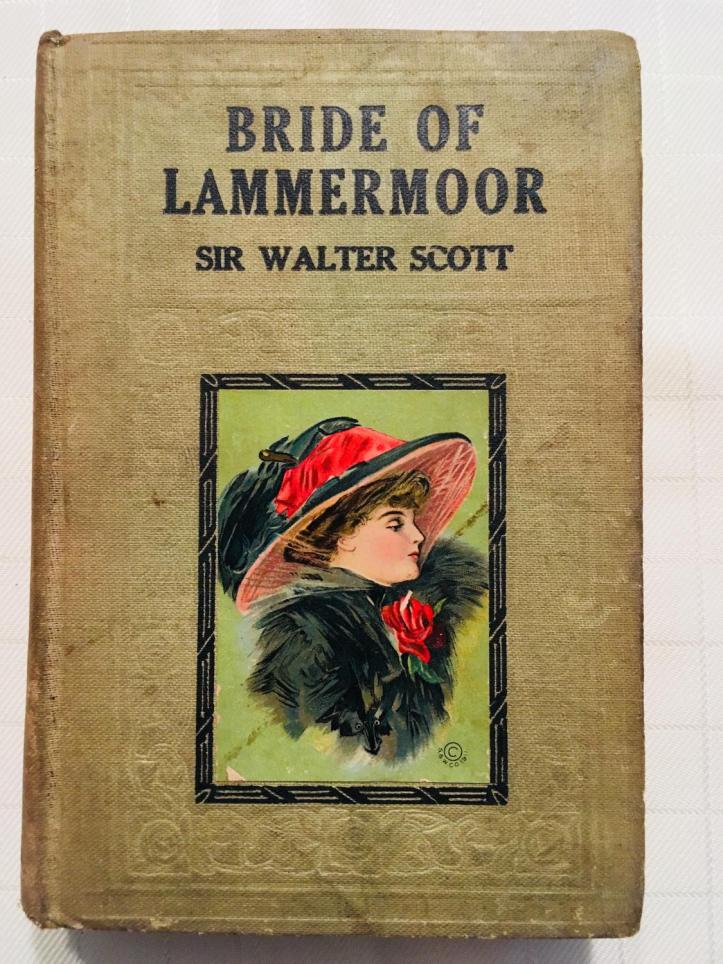 BRIDE OF
LAMMERMOOR
SIR WALTER SCOTT
©